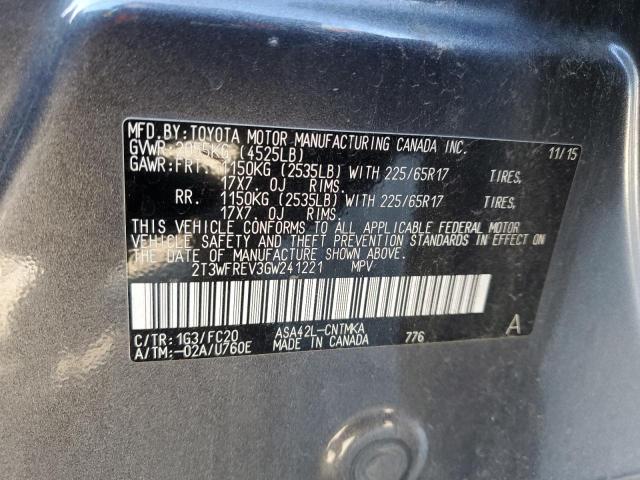 MFD.BY:TOYOTA MOTOR MANUFACTURING CANADA INC. 11/15
GVWR:2055KG (4525LB)
GAWR:FRT. 1150KG (2535LB) WITH 225/65R17 TIRES,
17X7.0J RIMS.
RR. 1150KG (2535LB) WITH 225/65R17 TIRES,
17X7.0J RIMS.
THIS VEHICLE CONFORMS TO ALL APPLICABLE FEDERAL MOTOR
VEHICLE SAFETY AND THEFT PREVENTION STANDARDS IN EFFECT ON
THE DATE OF MANUFACTURE SHOWN ABOVE.
2T3WFREV3GW241221 MPV
C/TR:1G3/FC20 ASA42L-CNTMKA 776 A
A/TM:-02A/U760E MADE IN CANADA